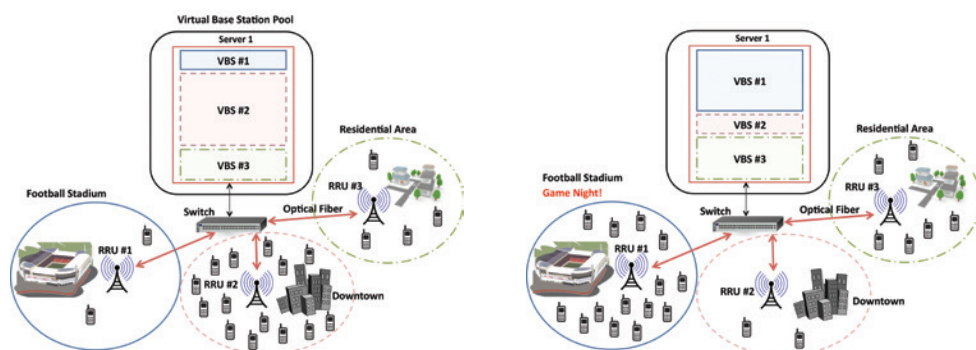 Virtual Base Station Pool
Server 1
VBS #1
VBS #2
VBS #3
Residential Area
RRU #3
Football Stadium
Switch
Optical Fiber
RRU #1
RRU #2
Downtown
Server 1
VBS #1
VBS #2
VBS #3
Residential Area
RRU #3
Football Stadium
Game Night!
Switch
Optical Fiber
RRU #1
RRU #2
Downtown